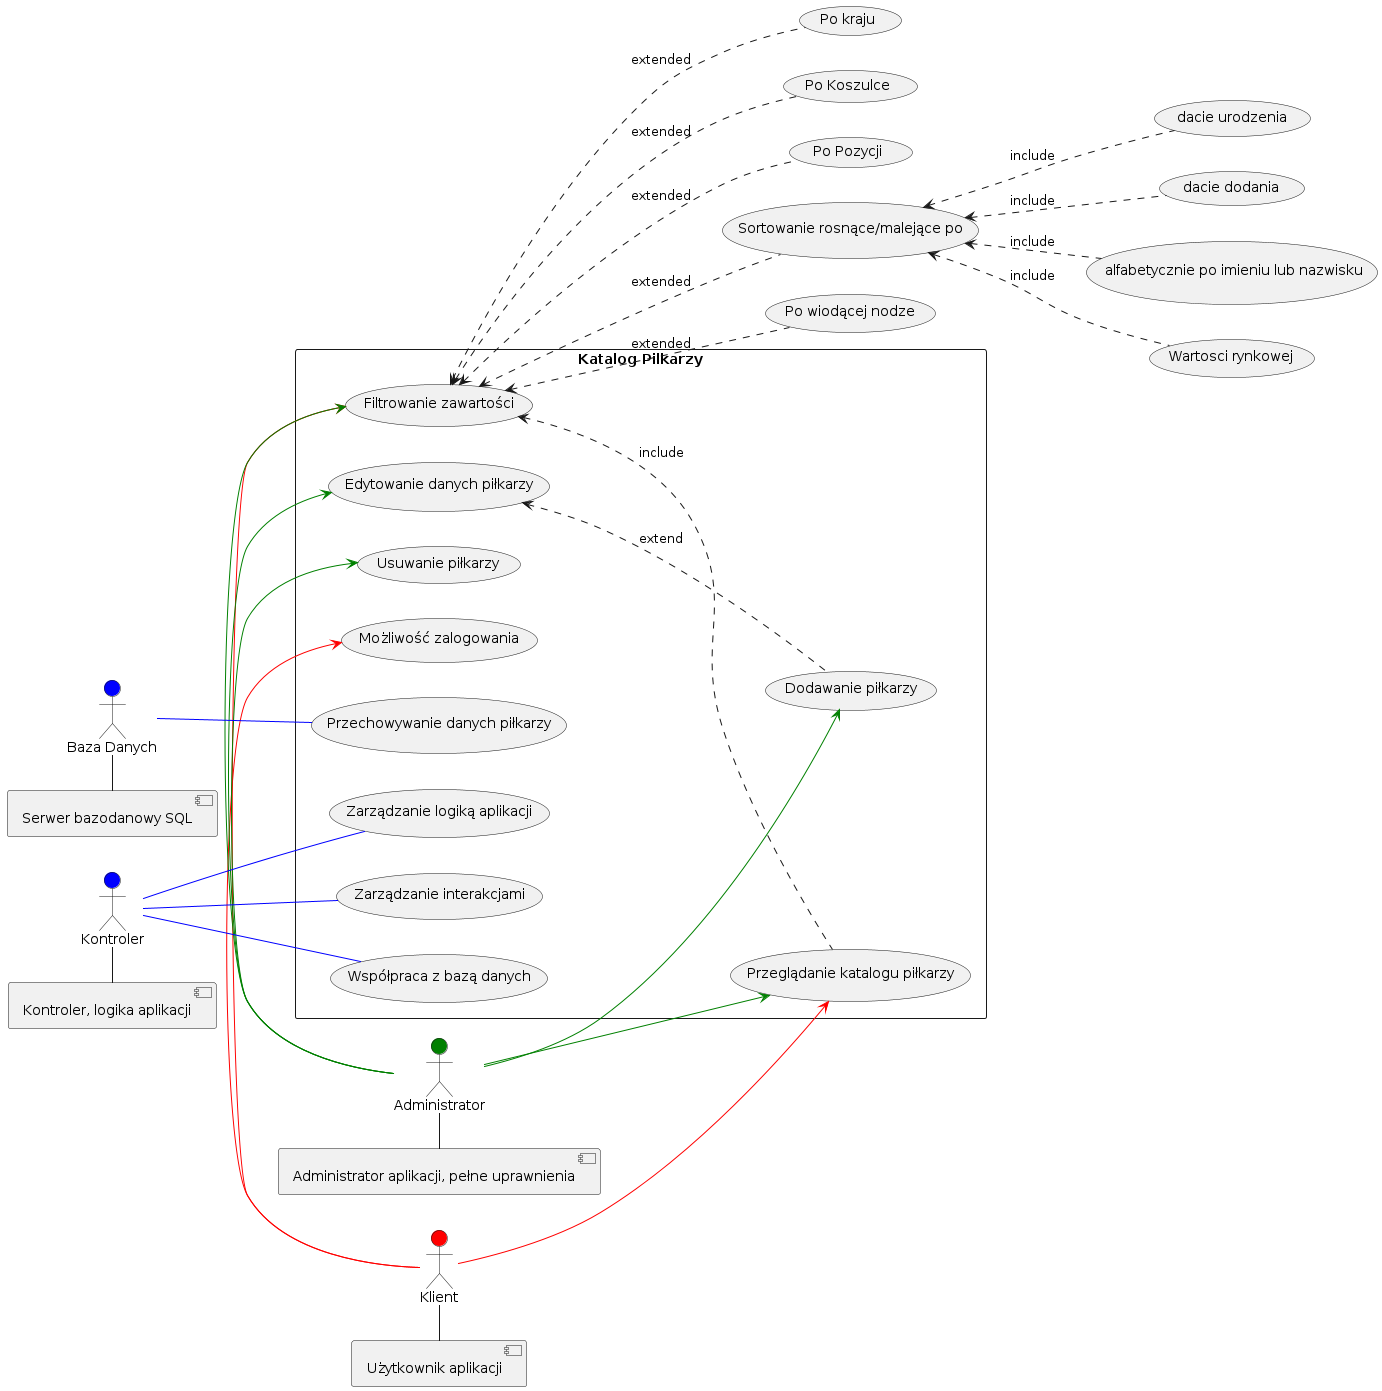 Po kraju
extended
Po Koszulce
dacie urodzenia
extended
Po Pozycji
include
dacie dodania
extended
include
Sortowanie rosnące/malejące po
include
alfabetycznie po imieniu lub nazwisku
extended
include
Po wiodącej nodze
extended
Wartosci rynkowej
Katalog Pilkarzy
Filtrowanie zawartości
include
Edytowanie danych piłkarzy
extend
Usuwanie piłkarzy
Możliwość zalogowania
Dodawanie piłkarzy
Przechowywanie danych piłkarzy
Baza Danych
Serwer bazodanowy SQL
Zarządzanie logiką aplikacji
Zarządzanie interakcjami
Kontroler
Współpraca z bazą danych
Przeglądanie katalogu piłkarzy
Kontroler, logika aplikacji
Administrator
Administrator aplikacji, pełne uprawnienia
Klient
Użytkownik aplikacji